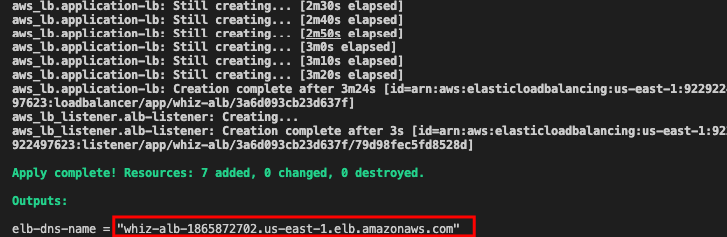 aws_lb.application-lb: Still creating... [2m30s elapsed]
aws_lb.application-lb: Still creating... [2m40s elapsed]
aws_lb.application-lb: Still creating... [2m50s elapsed]
aws_lb.application-lb: Still creating... [3m0s elapsed]
aws_lb.application-lb: Still creating... [3m10s elapsed]
aws_lb.application-lb: Still creating... [3m20s elapsed]
aws_lb.application-lb: Creation complete after 3m24s [id=arn:aws:elasticloadbalancing:us-east-1:922922
97623:loadbalancer/app/whiz-alb/3a6d093cb23d637f]
aws_lb_listener.alb-listener: Creating...
aws_lb_listener.alb-listener: Creation complete after 3s [id=arn:aws:elasticloadbalancing:us-east-1:92
922497623:listener/app/whiz-alb/3a6d093cb23d637f/79d98fec5fd8528d]
Apply complete! Resources: 7 added, 0 changed, 0 destroyed.
Outputs:
elb-dns-name = "whiz-alb-1865872702.us-east-1.elb.amazonaws.com"